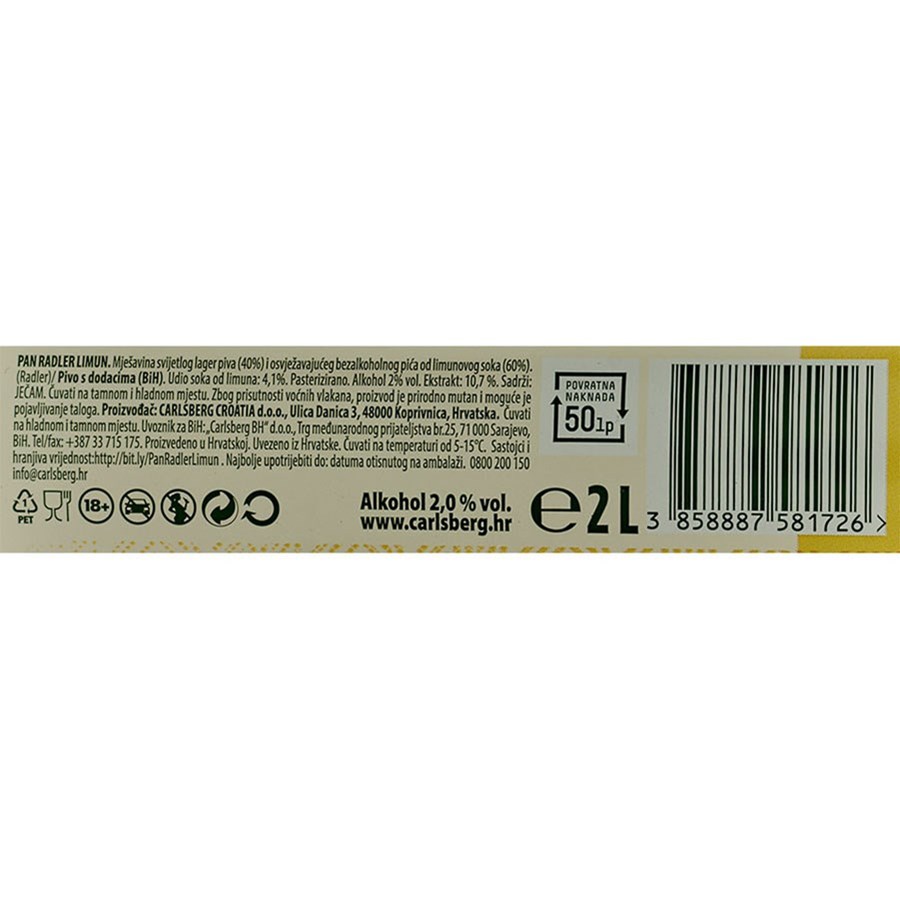 PAN RADLER LIMUN. Mješavina svijetlog lager piva (40%) i osvježavajućeg bezalkoholnog pića od limunovog soka (60%).
(Radler)/ Pivo s dodacima (BiH). Udio soka od limuna: 4,1%. Pasterizirano. Alkohol 2% vol. Ekstrakt: 10,7 %. Sadrži:
JEČAM. Čuvati na tamnom i hladnom mjestu. Zbog prisutnosti voćnih vlakana, proizvod je prirodno mutan i moguće je
pojavljivanje taloga. Proizvođač: CARLSBERG CROATIA d.o.o., Ulica Danica 3, 48000 Koprivnica, Hrvatska. Čuvati
na hladnom i tamnom mjestu. Uvoznik za BiH:„Carlsberg BH“ d.o.o., Trg međunarodnog prijateljstva br.25, 71 000 Sarajevo,
BiH. Tel/fax: +387 33 715 175. Proizvedeno u Hrvatskoj. Uvezeno iz Hrvatske. Čuvati na temperaturi od 5-15°C. Sastojci i
hranjiva vrijednost:http://bit.ly/PanRadlerLimun . Najbolje upotrijebiti do: datuma otisnutog na ambalaži. 0800 200 150
info@carlsberg.hr
1
PET
18+
Alkohol 2,0 % vol.
www.carlsberg.hr
e 2L
POVRATNA
NAKNADA
50lp
3 858887 581726 >